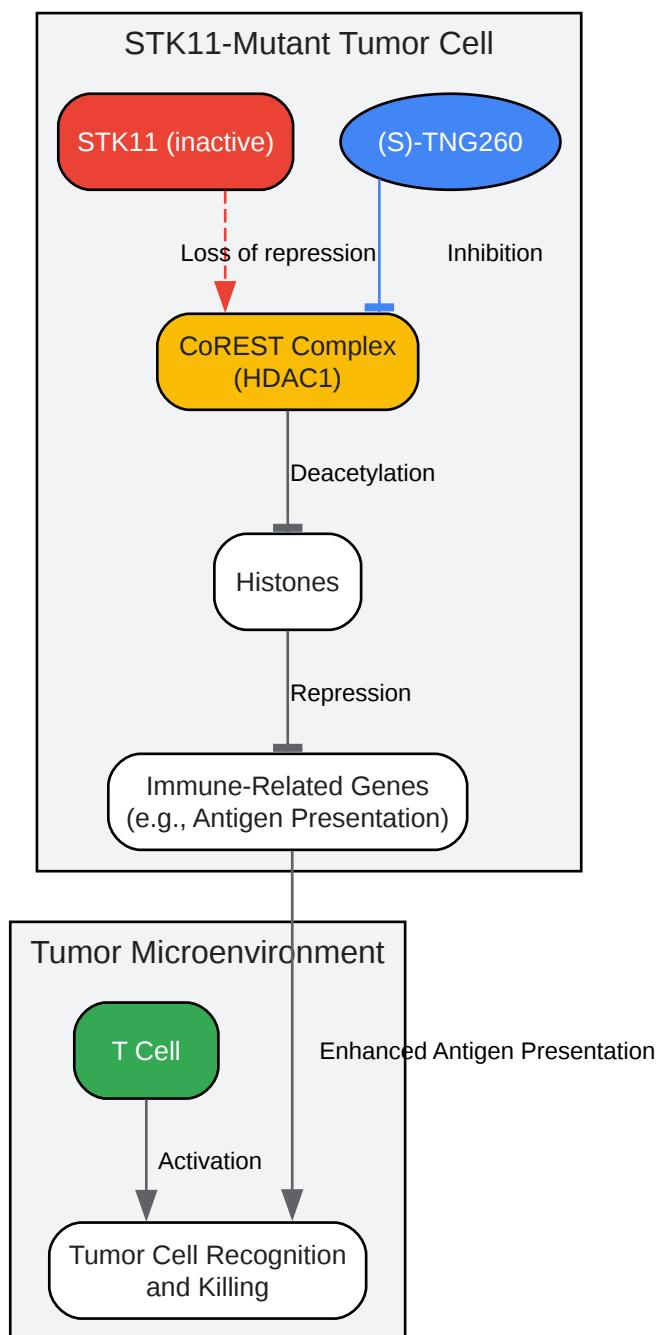 STK11-Mutant Tumor Cell
STK11 (inactive)
(S)-TNG260
Loss of repression
Inhibition
CoREST Complex
(HDAC1)
Deacetylation
Histones
Repression
Immune-Related Genes
(e.g., Antigen Presentation)
Tumor Microenvironment
T Cell
Enhanced Antigen Presentation
Activation
Tumor Cell Recognition
and Killing